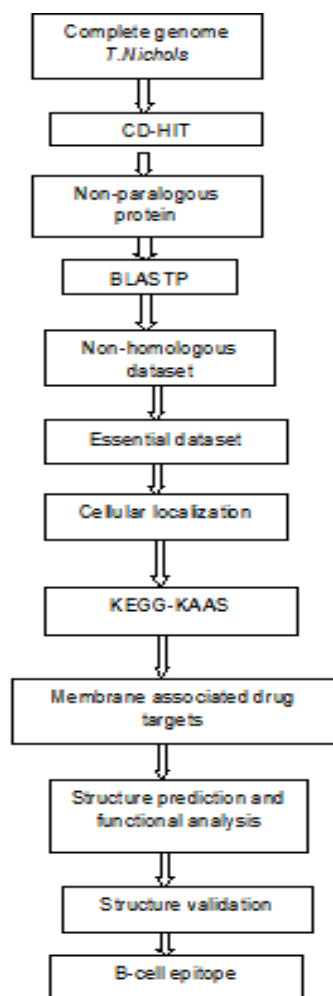 Complete genome
T.Nichols
CD-HIT
Non-paralogous
protein
BLASTP
Non-homologous
dataset
Essential dataset
Cellular localization
KEGG-KAAS
Membrane associated drug
targets
Structure prediction and
functional analysis
Structure validation
B-cell epitope